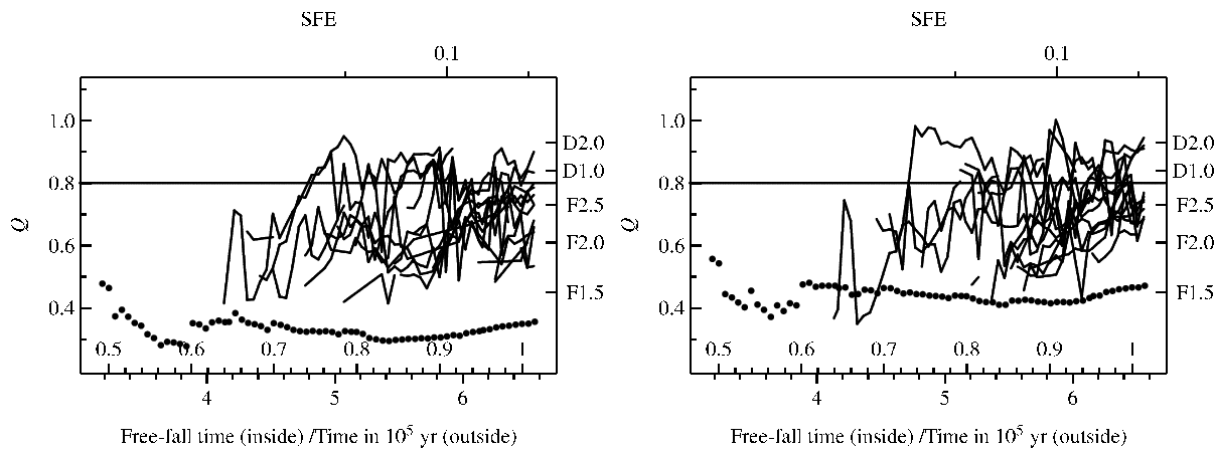 SFE
0.1
1.0
0.8
0.6
0.4
Q
D2.0
D1.0
F2.5
F2.0
F1.5
0.5 0.6 0.7 0.8 0.9 1
4 5 6
Free-fall time (inside) /Time in 10⁵ yr (outside)
SFE
0.1
1.0
0.8
0.6
0.4
Q
D2.0
D1.0
F2.5
F2.0
F1.5
0.5 0.6 0.7 0.8 0.9 1
4 5 6
Free-fall time (inside) /Time in 10⁵ yr (outside)